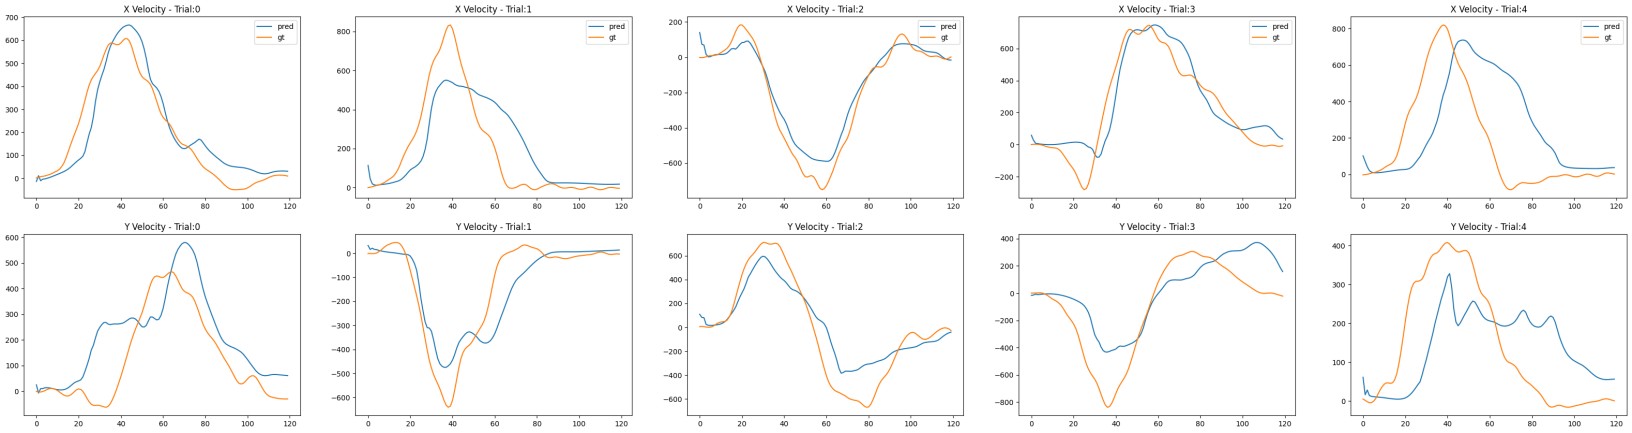 X Velocity - Trial:0
700
600
500
400
300
200
100
0
0 20 40 60 80 100 120
pred
gt
X Velocity - Trial:1
800
600
400
200
0
0 20 40 60 80 100 120
pred
gt
X Velocity - Trial:2
200
0
−200
−400
−600
0 20 40 60 80 100 120
pred
gt
X Velocity - Trial:3
600
400
200
0
−200
0 20 40 60 80 100 120
pred
gt
X Velocity - Trial:4
800
600
400
200
0
0 20 40 60 80 100 120
pred
gt
Y Velocity - Trial:0
600
500
400
300
200
100
0
0 20 40 60 80 100 120
Y Velocity - Trial:1
0
−100
−200
−300
−400
−500
−600
0 20 40 60 80 100 120
Y Velocity - Trial:2
600
400
200
0
−200
−400
−600
0 20 40 60 80 100 120
Y Velocity - Trial:3
400
200
0
−200
−400
−600
−800
0 20 40 60 80 100 120
Y Velocity - Trial:4
400
300
200
100
0
0 20 40 60 80 100 120